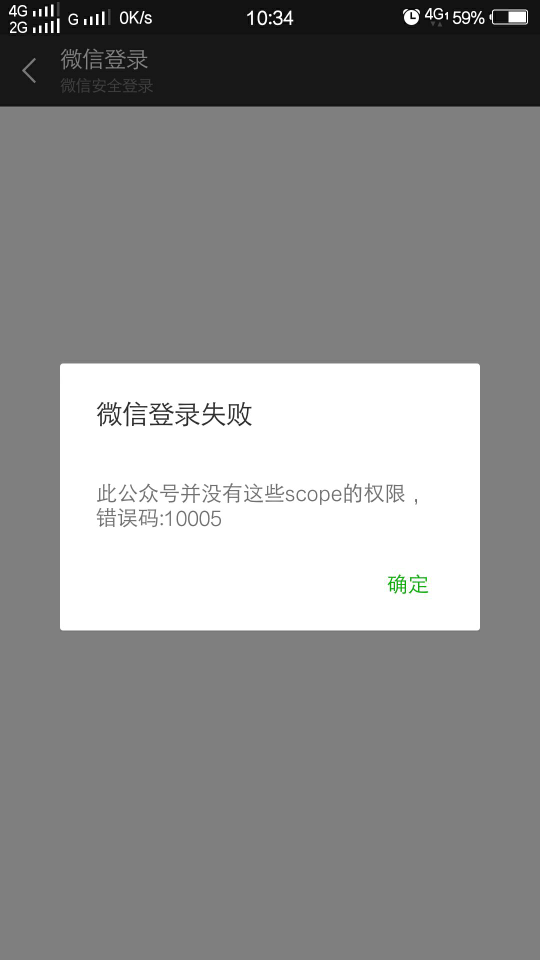 4G
2G
G
0K/s
10:34
4G1
59%
微信登录
微信安全登录
微信登录失败
此公众号并没有这些scope的权限，
错误码:10005
确定